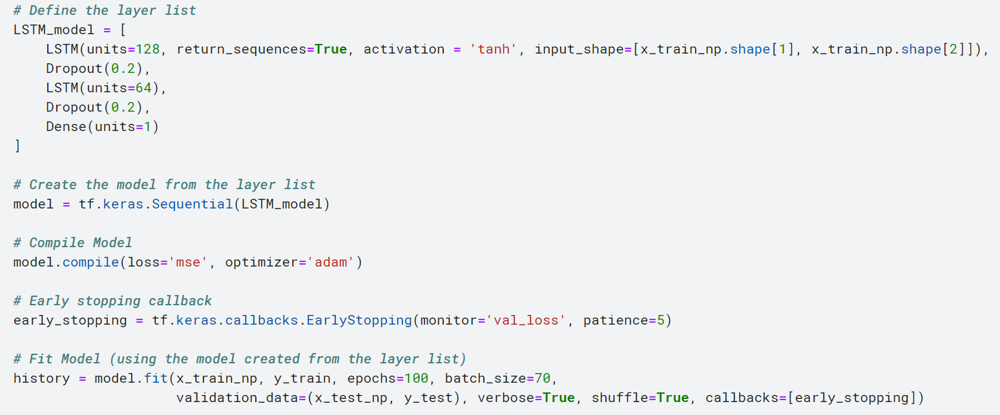 # Define the layer list
LSTM_model = [
    LSTM(units=128, return_sequences=True, activation = 'tanh', input_shape=[x_train_np.shape[1], x_train_np.shape[2]]),
    Dropout(0.2),
    LSTM(units=64),
    Dropout(0.2),
    Dense(units=1)
]
# Create the model from the layer list
model = tf.keras.Sequential(LSTM_model)
# Compile Model
model.compile(loss='mse', optimizer='adam')
# Early stopping callback
early_stopping = tf.keras.callbacks.EarlyStopping(monitor='val_loss', patience=5)
# Fit Model (using the model created from the layer list)
history = model.fit(x_train_np, y_train, epochs=100, batch_size=70,
                    validation_data=(x_test_np, y_test), verbose=True, shuffle=True, callbacks=[early_stopping])